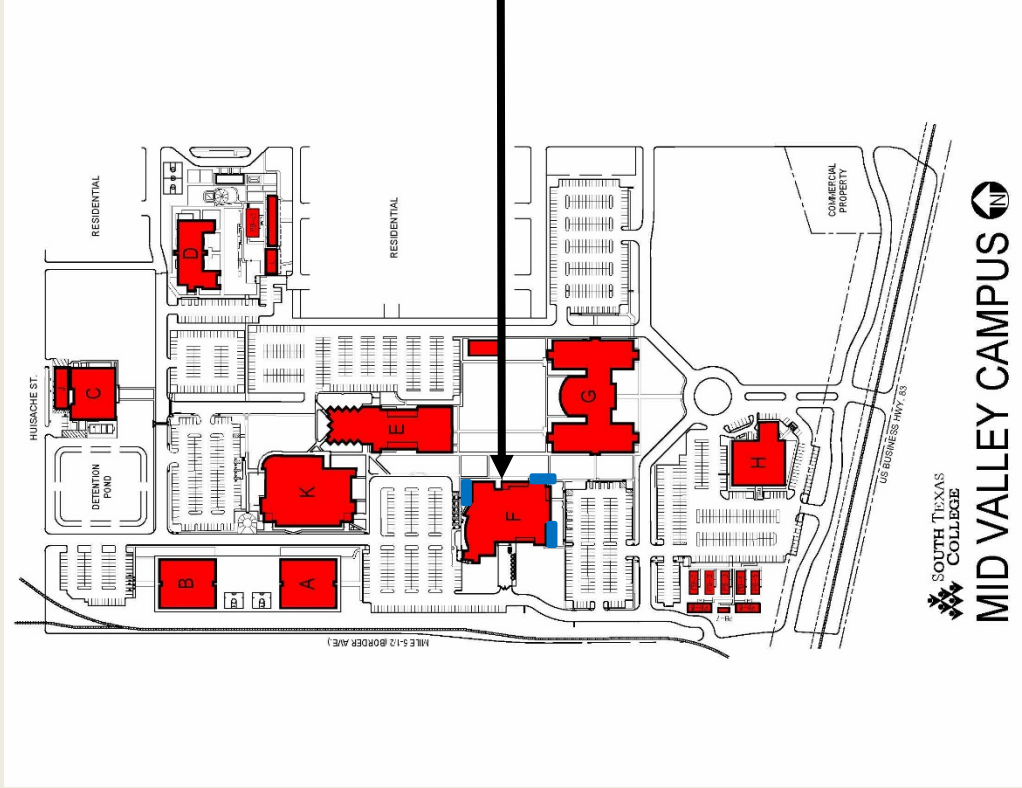 RESIDENTIAL
RESIDENTIAL
COMMERCIAL
PROPERTY
D
HUISACHE ST.
C
DETENTION
POND
E
G
K
F
H
B
A
MILE 5-1/2 (BORDER AVE.)
US BUSINESS HWY. 83
SOUTH TEXAS
COLLEGE
MID VALLEY CAMPUS
N